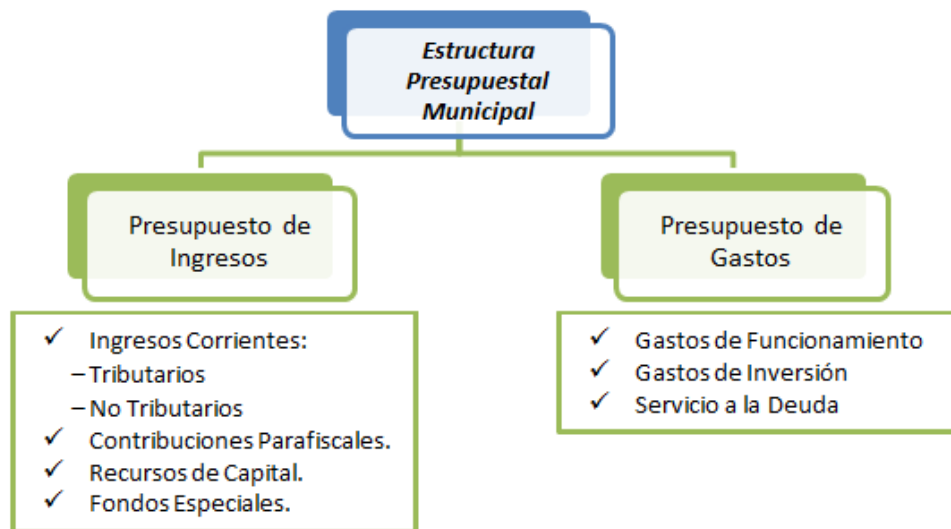 Estructura
Presupuestal
Municipal
Presupuesto de
Ingresos
✓ Ingresos Corrientes:
– Tributarios
– No Tributarios
✓ Contribuciones Parafiscales.
✓ Recursos de Capital.
✓ Fondos Especiales.
Presupuesto de
Gastos
✓ Gastos de Funcionamiento
✓ Gastos de Inversión
✓ Servicio a la Deuda